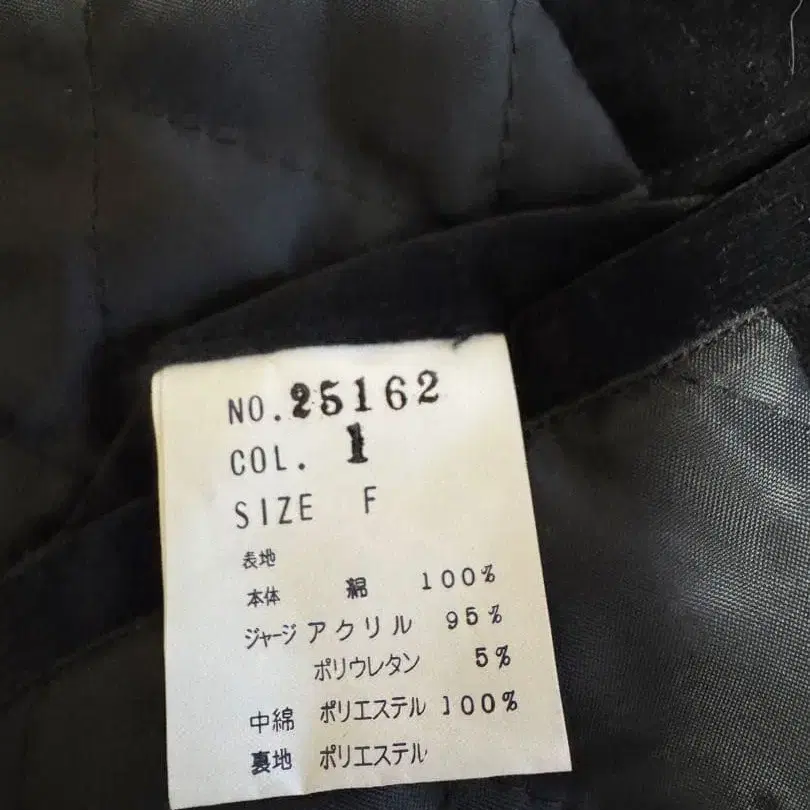 NO. 25162
COL. 1
SIZE F
表地
本体 綿 100%
ジャージ アクリル 95%
ポリウレタン 5%
中綿 ポリエステル 100%
裏地 ポリエステル